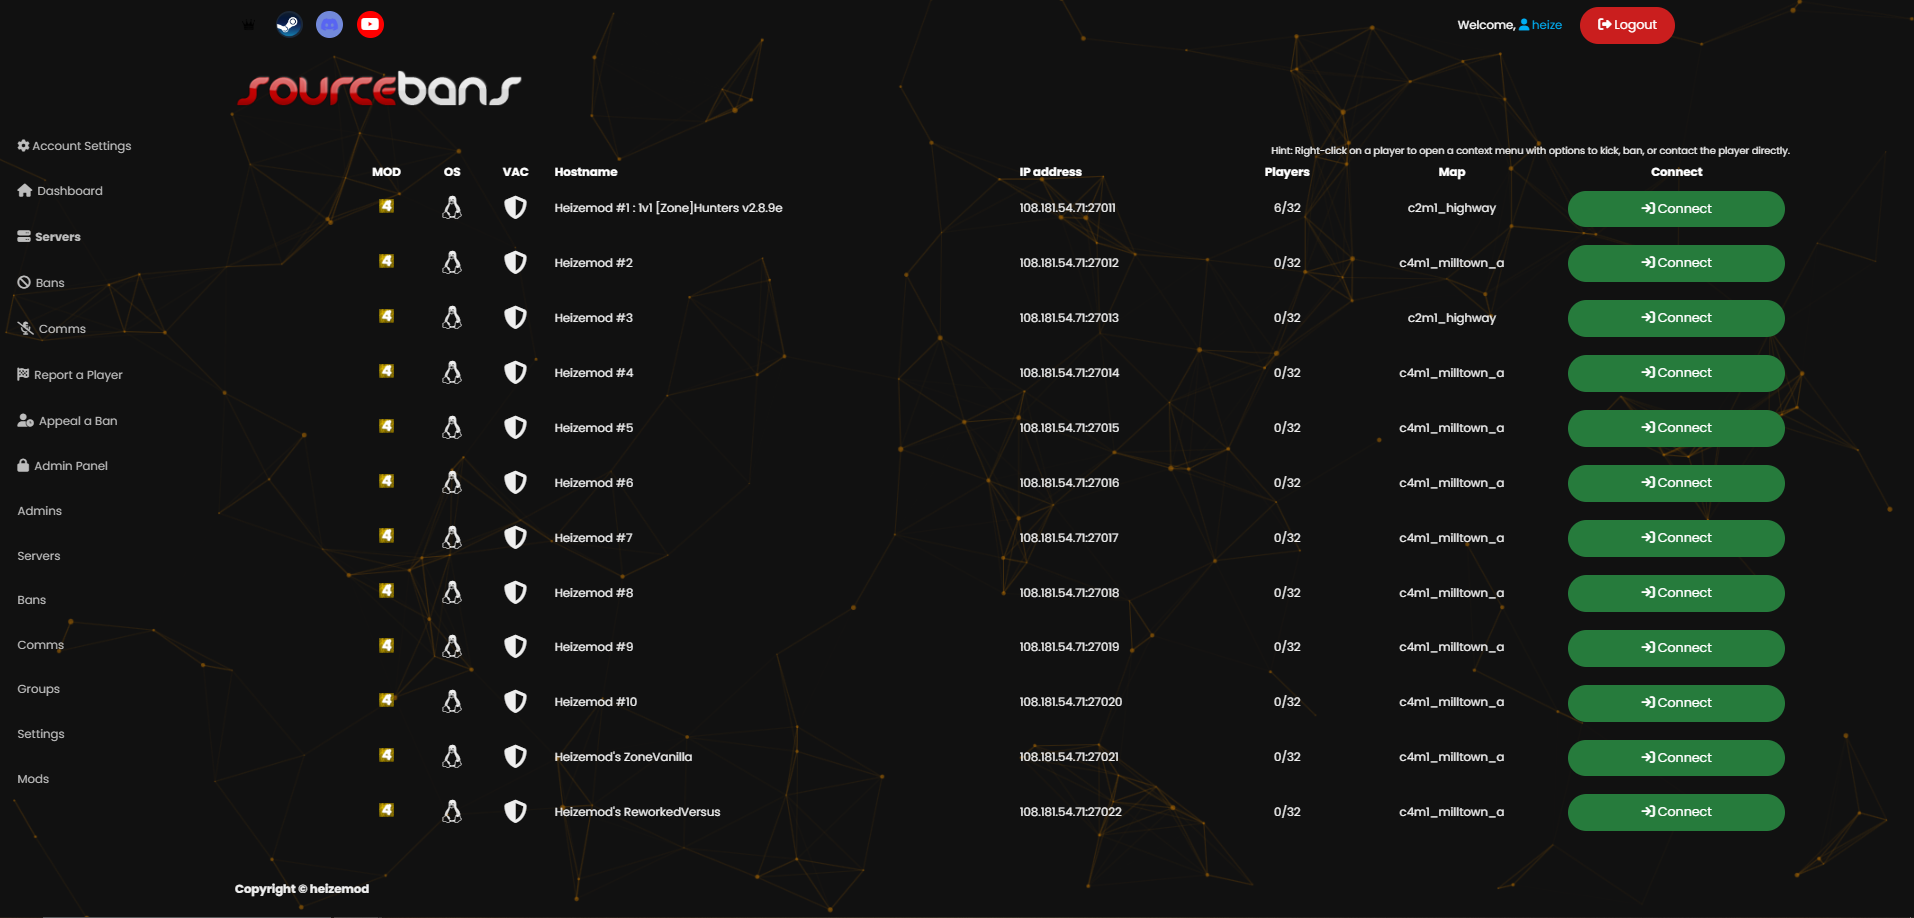 Welcome, heize Logout
sourcebans
Account Settings
Dashboard
Servers
Bans
Comms
Report a Player
Appeal a Ban
Admin Panel
Admins
Servers
Bans
Comms
Groups
Settings
Mods
Hint: Right-click on a player to open a context menu with options to kick, ban, or contact the player directly.
MOD OS VAC Hostname IP address Players Map Connect
4 Heizemod #1 : 1v1 [Zone]Hunters v2.8.9e 108.181.54.71:27011 6/32 c2m1_highway Connect
4 Heizemod #2 108.181.54.71:27012 0/32 c4m1_milltown_a Connect
4 Heizemod #3 108.181.54.71:27013 0/32 c2m1_highway Connect
4 Heizemod #4 108.181.54.71:27014 0/32 c4m1_milltown_a Connect
4 Heizemod #5 108.181.54.71:27015 0/32 c4m1_milltown_a Connect
4 Heizemod #6 108.181.54.71:27016 0/32 c4m1_milltown_a Connect
4 Heizemod #7 108.181.54.71:27017 0/32 c4m1_milltown_a Connect
4 Heizemod #8 108.181.54.71:27018 0/32 c4m1_milltown_a Connect
4 Heizemod #9 108.181.54.71:27019 0/32 c4m1_milltown_a Connect
4 Heizemod #10 108.181.54.71:27020 0/32 c4m1_milltown_a Connect
4 Heizemod's ZoneVanilla 108.181.54.71:27021 0/32 c4m1_milltown_a Connect
4 Heizemod's ReworkedVersus 108.181.54.71:27022 0/32 c4m1_milltown_a Connect
Copyright © heizemod